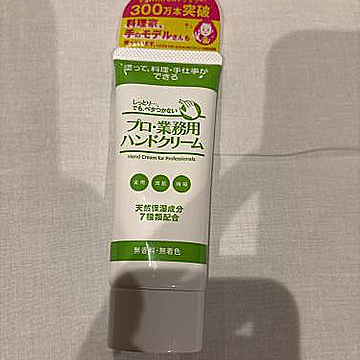 300万本突破
料理家、
手のモデルさんも
塗って、料理・手仕事が
できる
しっとり…、
でも、ベタつかない
プロ・業務用
ハンドクリーム
Hand Cream for Professionals
天然保湿成分
7種類配合
無香料・無着色